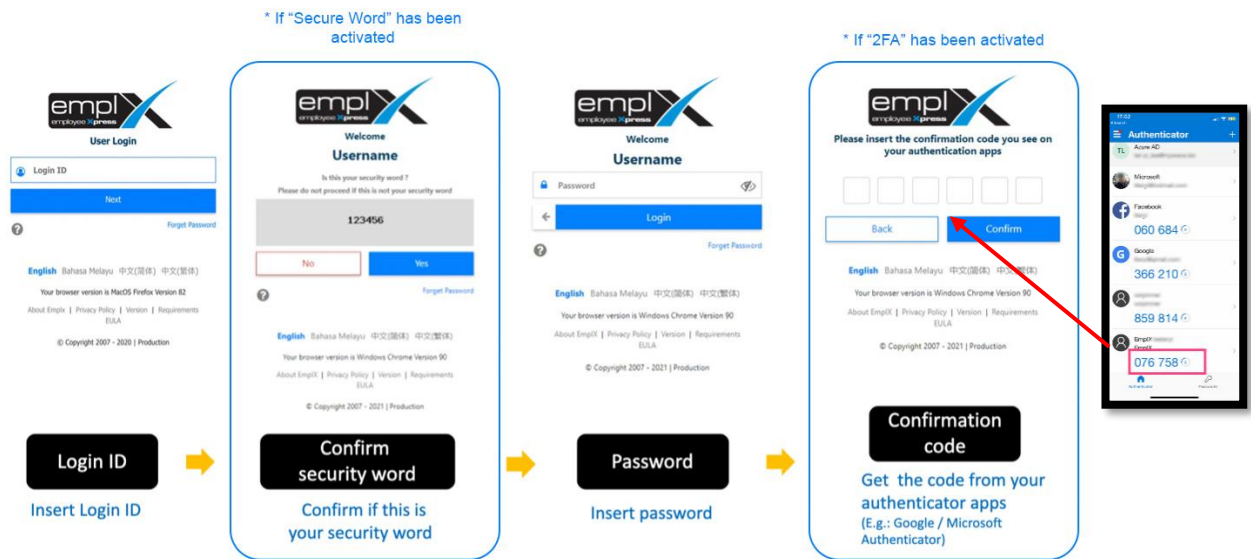 * If “Secure Word” has been
activated
* If “2FA” has been activated
emplX
employee Xpress
User Login
Login ID
Next
Forget Password
English Bahasa Melayu 中文(简体) 中文(繁体)
Your browser version is MacOS Firefox Version 82
About Emplx | Privacy Policy | Version | Requirements
EULA
© Copyright 2007 - 2020 | Production
Login ID
Insert Login ID
emplX
employee Xpress
Welcome
Username
Is this your security word ?
Please do not proceed if this is not your security word
123456
No
Yes
Forget Password
English Bahasa Melayu 中文(简体) 中文(繁体)
Your browser version is Windows Chrome Version 90
About EmplX | Privacy Policy | Version | Requirements
EULA
© Copyright 2007 - 2021 | Production
Confirm
security word
Confirm if this is
your security word
emplX
employee Xpress
Welcome
Username
Password
Login
Forget Password
English Bahasa Melayu 中文(简体) 中文(繁体)
Your browser version is Windows Chrome Version 90
About EmplX | Privacy Policy | Version | Requirements
EULA
© Copyright 2007 - 2021 | Production
Password
Insert password
emplX
employee Xpress
Please insert the confirmation code you see on
your authentication apps
Back
Confirm
English Bahasa Melayu 中文(简体) 中文(繁体)
Your browser version is Windows Chrome Version 90
About EmplX | Privacy Policy | Version | Requirements
EULA
© Copyright 2007 - 2021 | Production
Confirmation
code
Get the code from your
authenticator apps
(E.g.: Google / Microsoft
Authenticator)
17:02
Authenticator
TL
Azure AD
Microsoft
Facebook
060 684
Google
366 210
859 814
EmplX
EmplX
076 758
Authenticator
Passwords